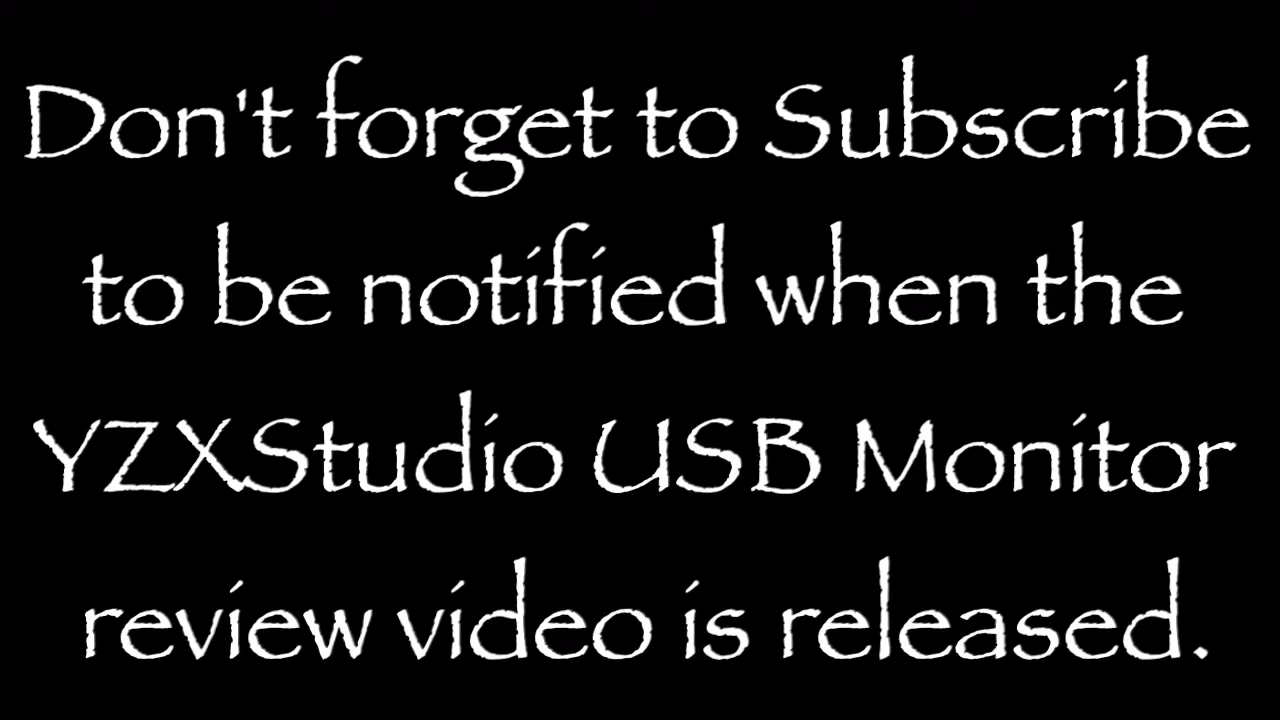 Don't forget to Subscribe
to be notified when the
YZXStudio USB Monitor
review video is released.